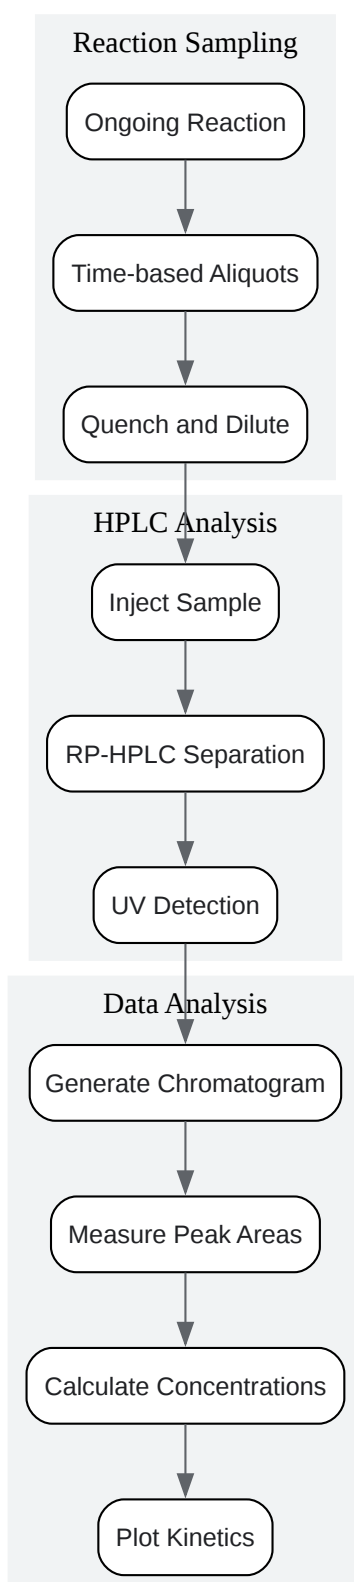 Reaction Sampling
Ongoing Reaction
Time-based Aliquots
Quench and Dilute
HPLC Analysis
Inject Sample
RP-HPLC Separation
UV Detection
Data Analysis
Generate Chromatogram
Measure Peak Areas
Calculate Concentrations
Plot Kinetics